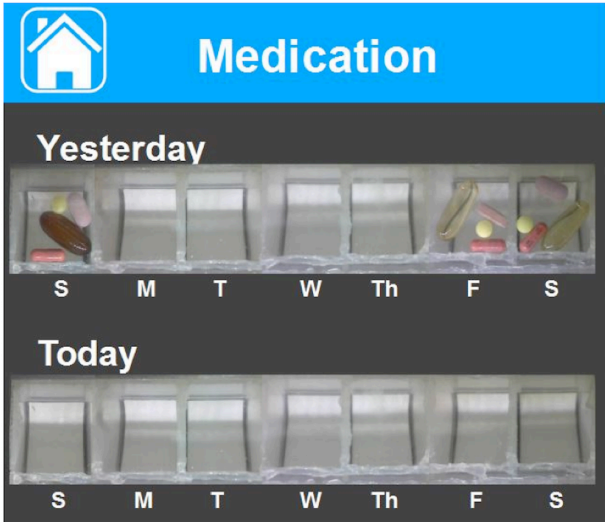 Medication
Yesterday
S M T W Th F S
Today
S M T W Th F S